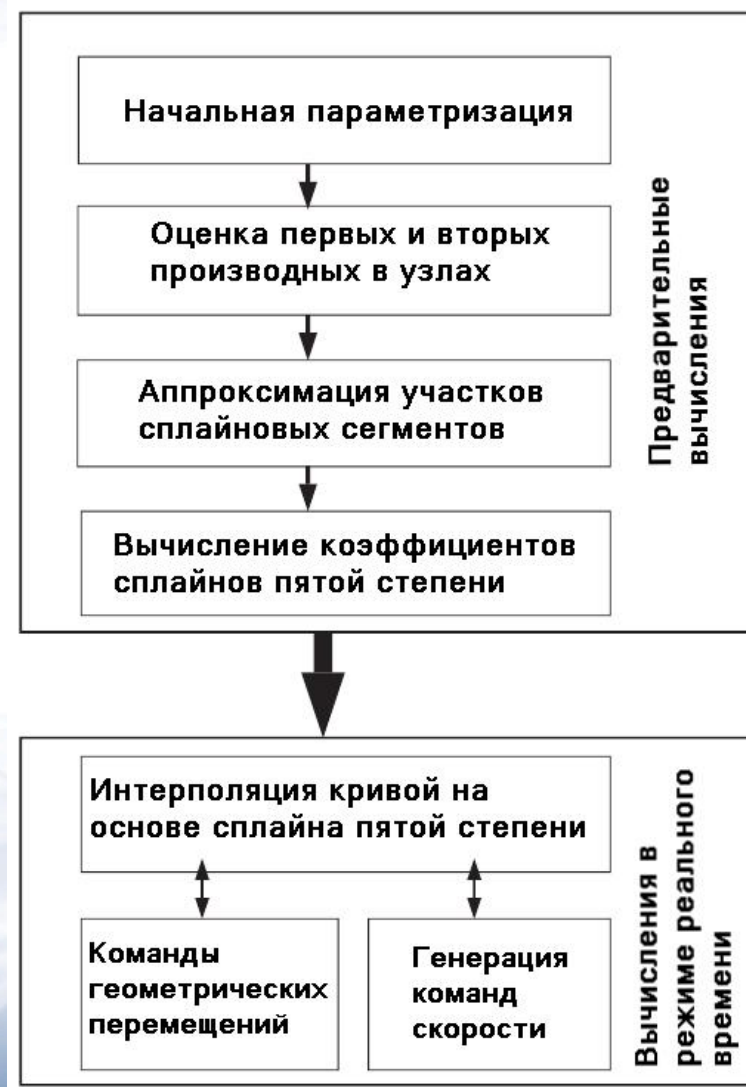 Начальная параметризация
Оценка первых и вторых
производных в узлах
Аппроксимация участков
сплайновых сегментов
Вычисление коэффициентов
сплайнов пятой степени
Предварительные
вычисления
Интерполяция кривой на
основе сплайна пятой степени
Команды
геометрических
перемещений
Генерация
команд
скорости
Вычисления в
режиме реального
времени